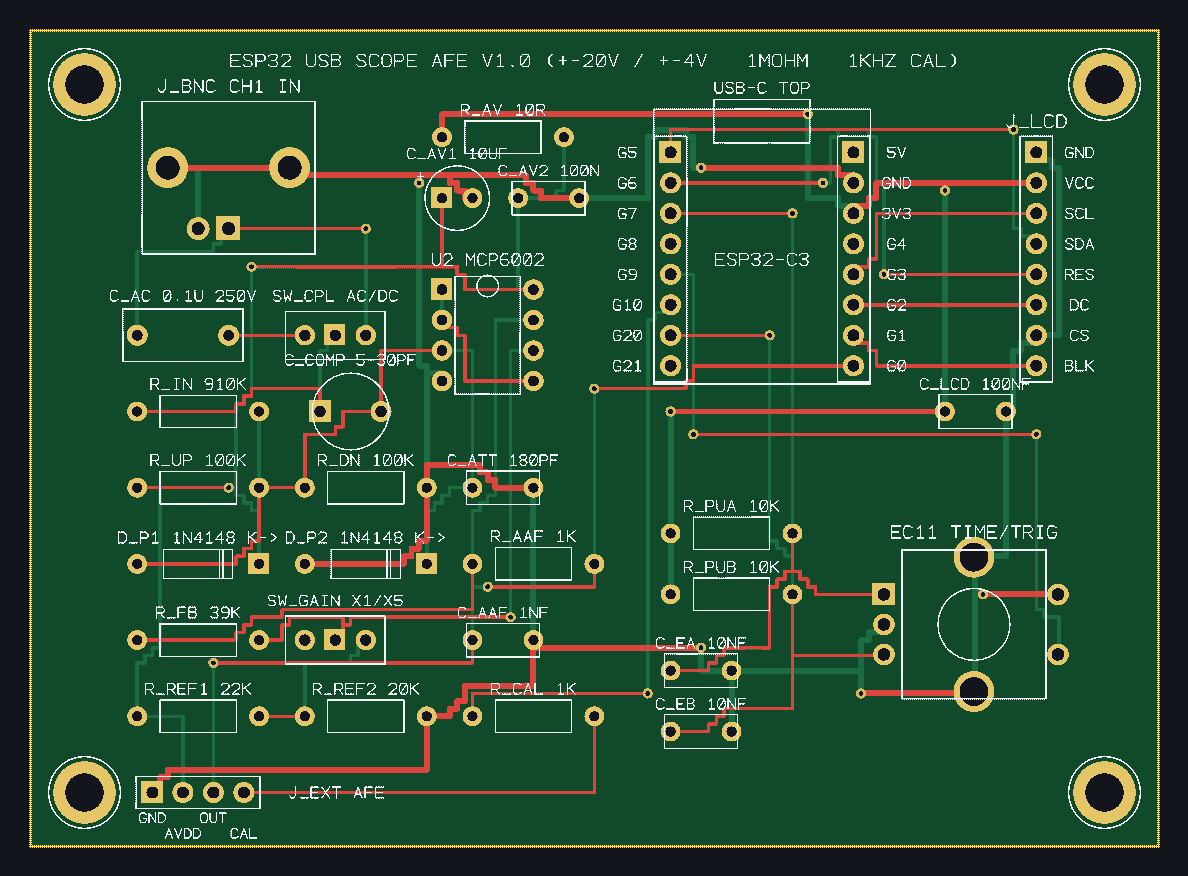 ESP32 USB SCOPE AFE V1.0 (+-20V / +-4V   1MOHM   1KHZ CAL)
J_BNC CH1 IN
USB-C TOP
R_AV 10R
J_LCD
C_AV1 10UF
+
C_AV2 100N
G5
5V
GND
G6
GND
VCC
G7
3V3
SCL
G8
G4
SDA
U2 MCP6002
ESP32-C3
G9
G3
RES
C_AC 0.1U 250V
SW_CPL AC/DC
G10
G2
DC
G20
G1
CS
C_COMP 5-30PF
G21
G0
BLK
R_IN 910K
C_LCD 100NF
R_UP 100K
R_DN 100K
C_ATT 180PF
R_PUA 10K
D_P1 1N4148 K->
D_P2 1N4148 K->
R_AAF 1K
EC11 TIME/TRIG
R_PUB 10K
SW_GAIN X1/X5
R_FB 39K
C_AAF 1NF
C_EA 10NF
R_REF1 22K
R_REF2 20K
R_CAL 1K
C_EB 10NF
J_EXT AFE
GND
OUT
AVDD
CAL